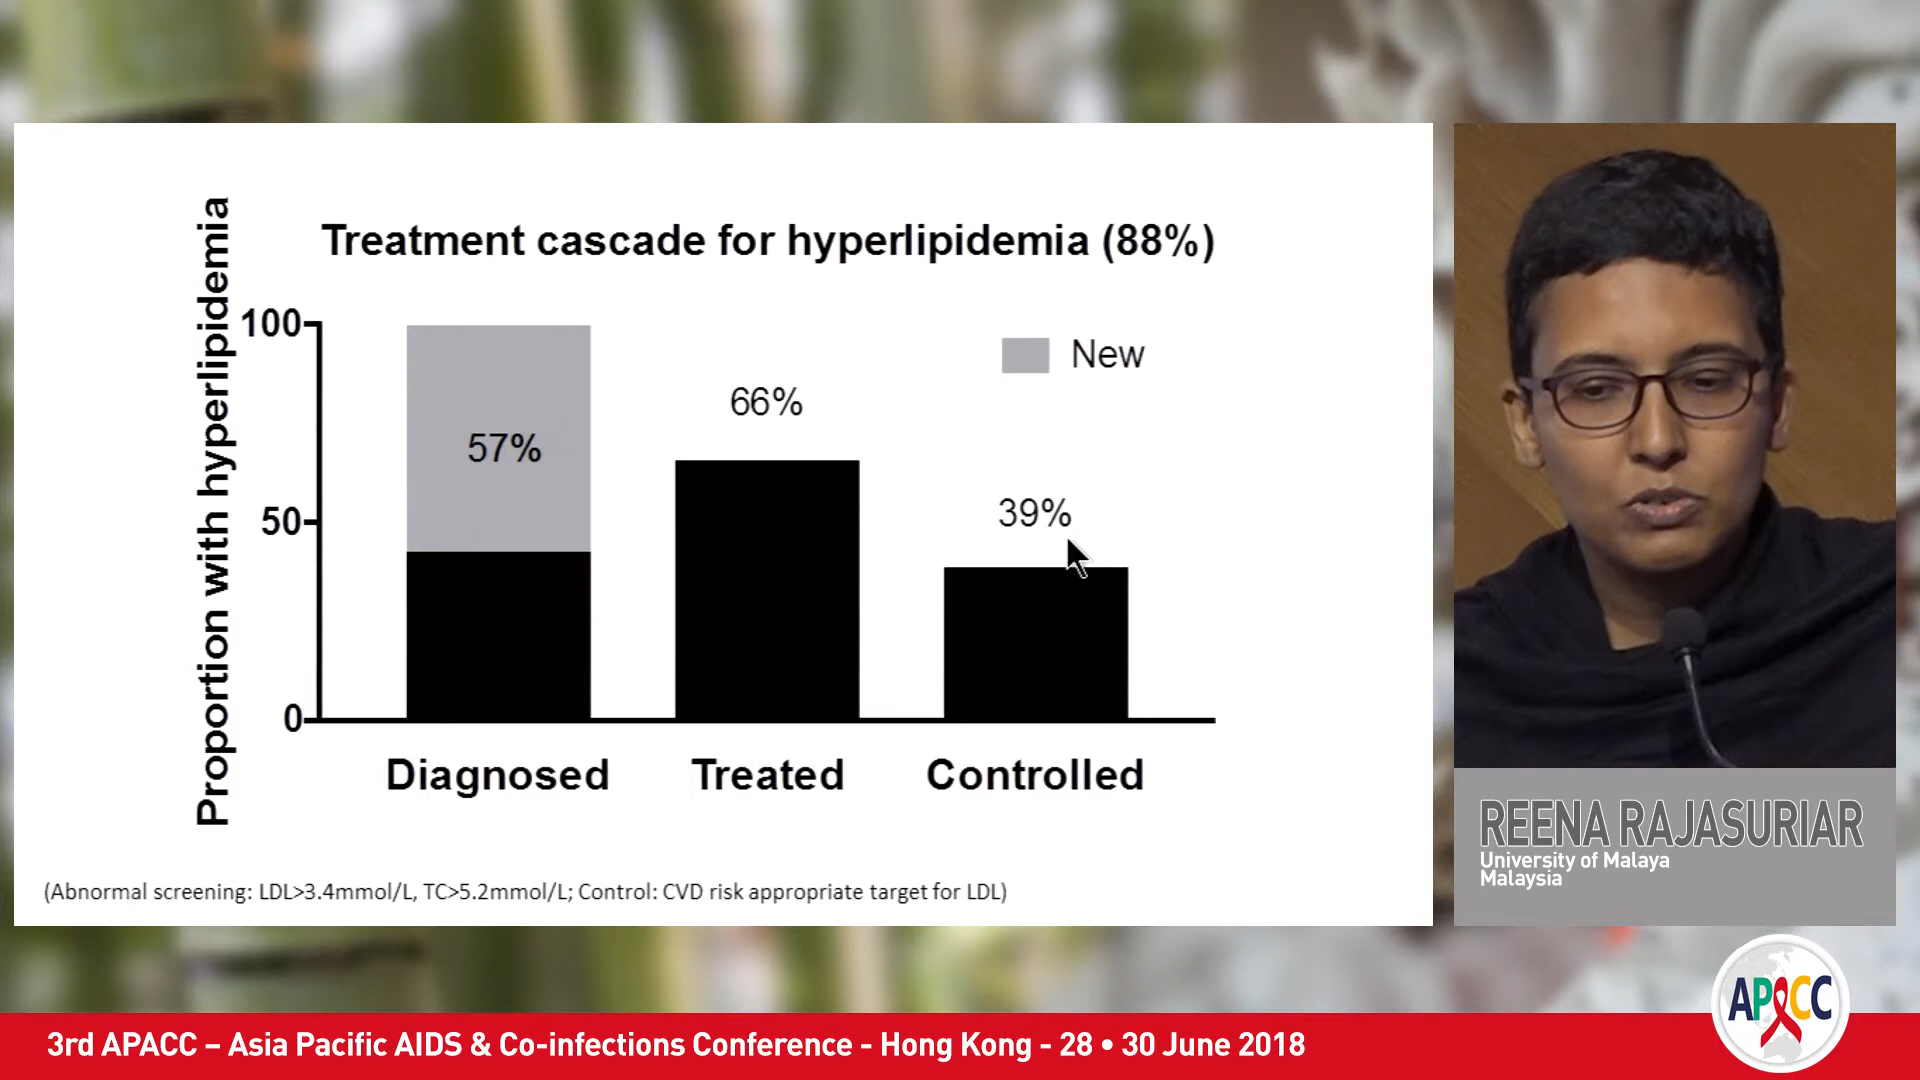 Treatment cascade for hyperlipidemia (88%)
Proportion with hyperlipidemia
100
50
0
New
57%
66%
39%
Diagnosed
Treated
Controlled
(Abnormal screening: LDL>3.4mmol/L, TC>5.2mmol/L; Control: CVD risk appropriate target for LDL)
REENA RAJASURIAR
University of Malaya
Malaysia
APACC
3rd APACC – Asia Pacific AIDS & Co-infections Conference - Hong Kong - 28 • 30 June 2018